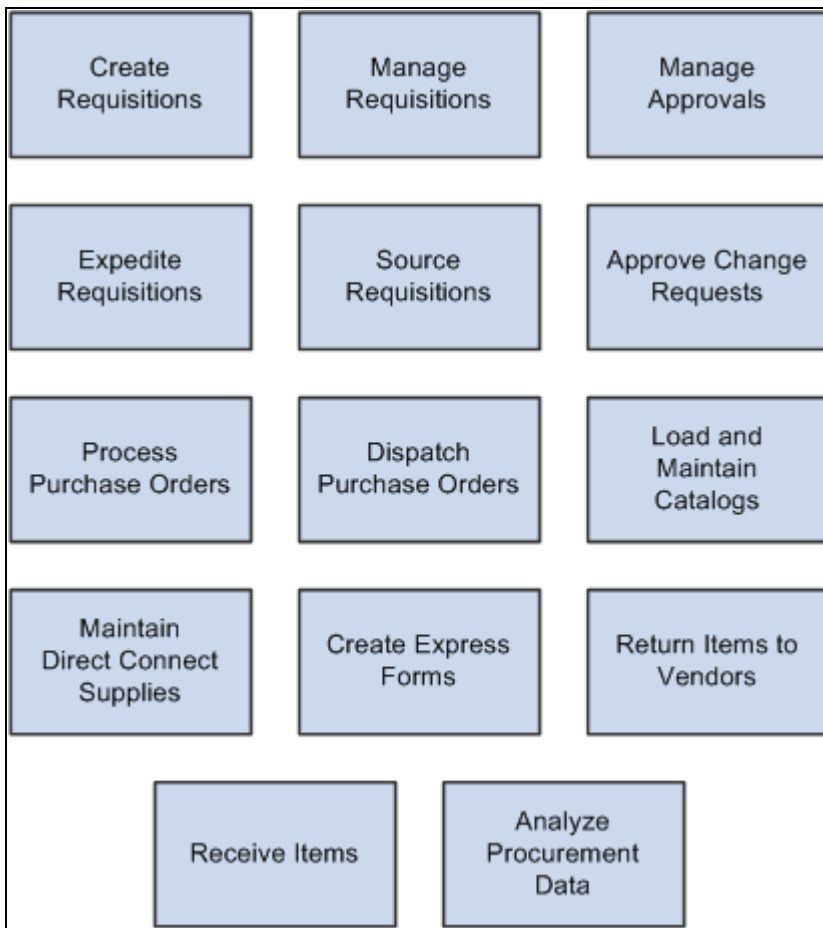 Create
Requisitions
Manage
Requisitions
Manage
Approvals
Expedite
Requisitions
Source
Requisitions
Approve Change
Requests
Process
Purchase Orders
Dispatch
Purchase Orders
Load and
Maintain
Catalogs
Maintain
Direct Connect
Supplies
Create Express
Forms
Return Items to
Vendors
Receive Items
Analyze
Procurement
Data